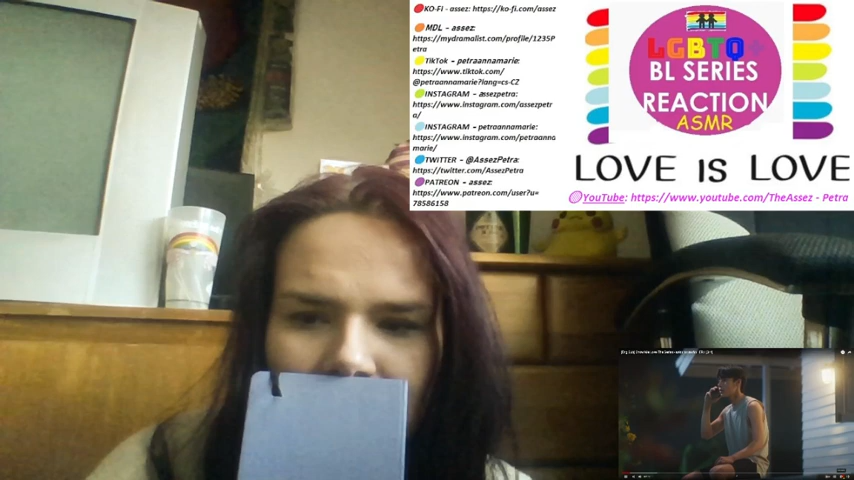 KO-FI - assez: https://ko-fi.com/assez
MDL - assez:
https://mydramalist.com/profile/1235P
etra
TikTok - petraannamarie:
https://www.tiktok.com/
@petraannamarie?lang=cs-CZ
INSTAGRAM - assezpetra:
https://www.instagram.com/assezpetr
a/
INSTAGRAM - petraannamarie:
https://www.instagram.com/petraanna
marie/
TWITTER - @AssezPetra:
https://twitter.com/AssezPetra
PATREON - assez:
https://www.patreon.com/user?u=
78586158
LGBTQ+
BL SERIES
REACTION
ASMR
LOVE IS LOVE
YouTube: https://www.youtube.com/TheAssez - Petra